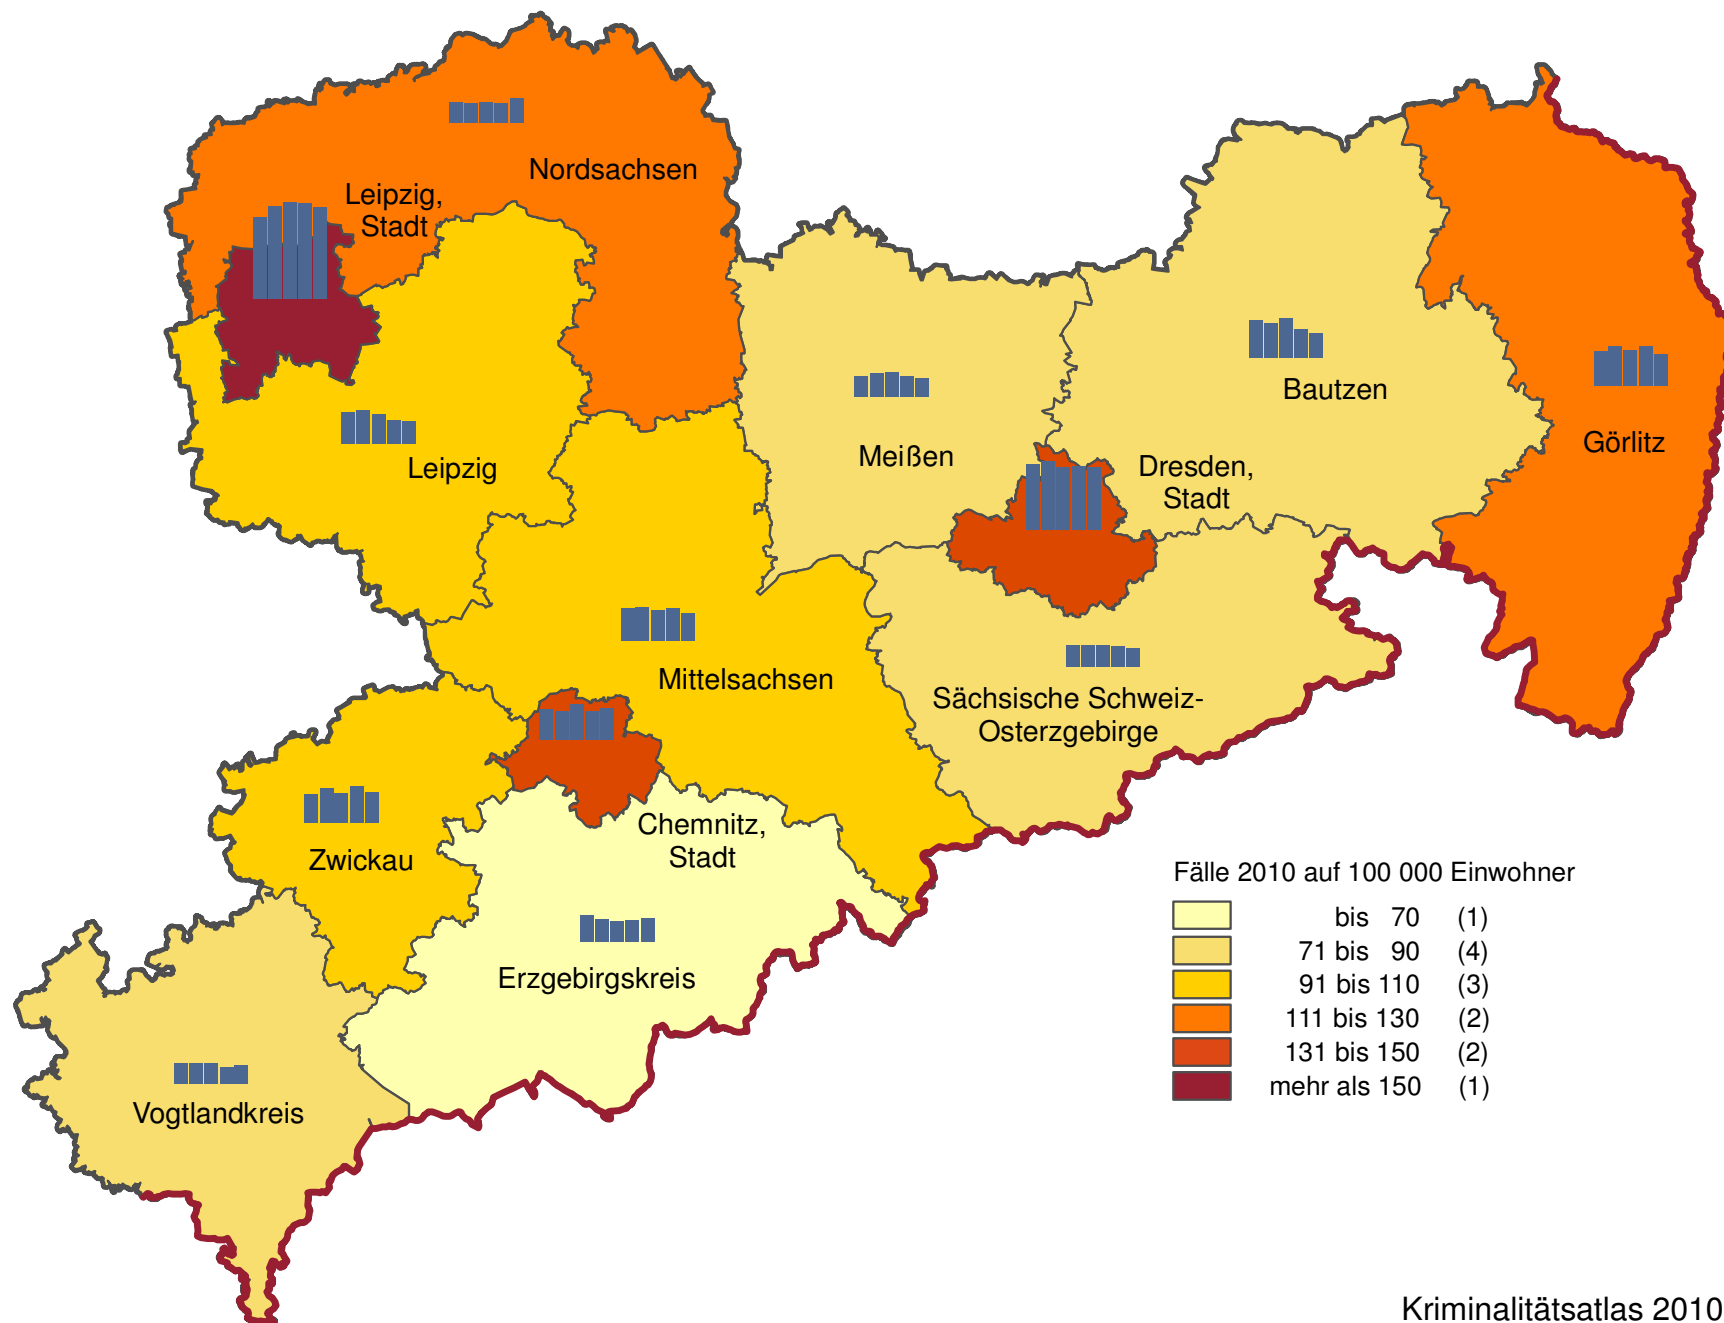 Nordsachsen
Leipzig,
Stadt
Leipzig
Meißen
Bautzen
Görlitz
Dresden,
Stadt
Mittelsachsen
Sächsische Schweiz-
Osterzgebirge
Chemnitz,
Stadt
Zwickau
Erzgebirgskreis
Vogtlandkreis
Fälle 2010 auf 100 000 Einwohner
bis 70 (1)
71 bis 90 (4)
91 bis 110 (3)
111 bis 130 (2)
131 bis 150 (2)
mehr als 150 (1)
Kriminalitätsatlas 2010